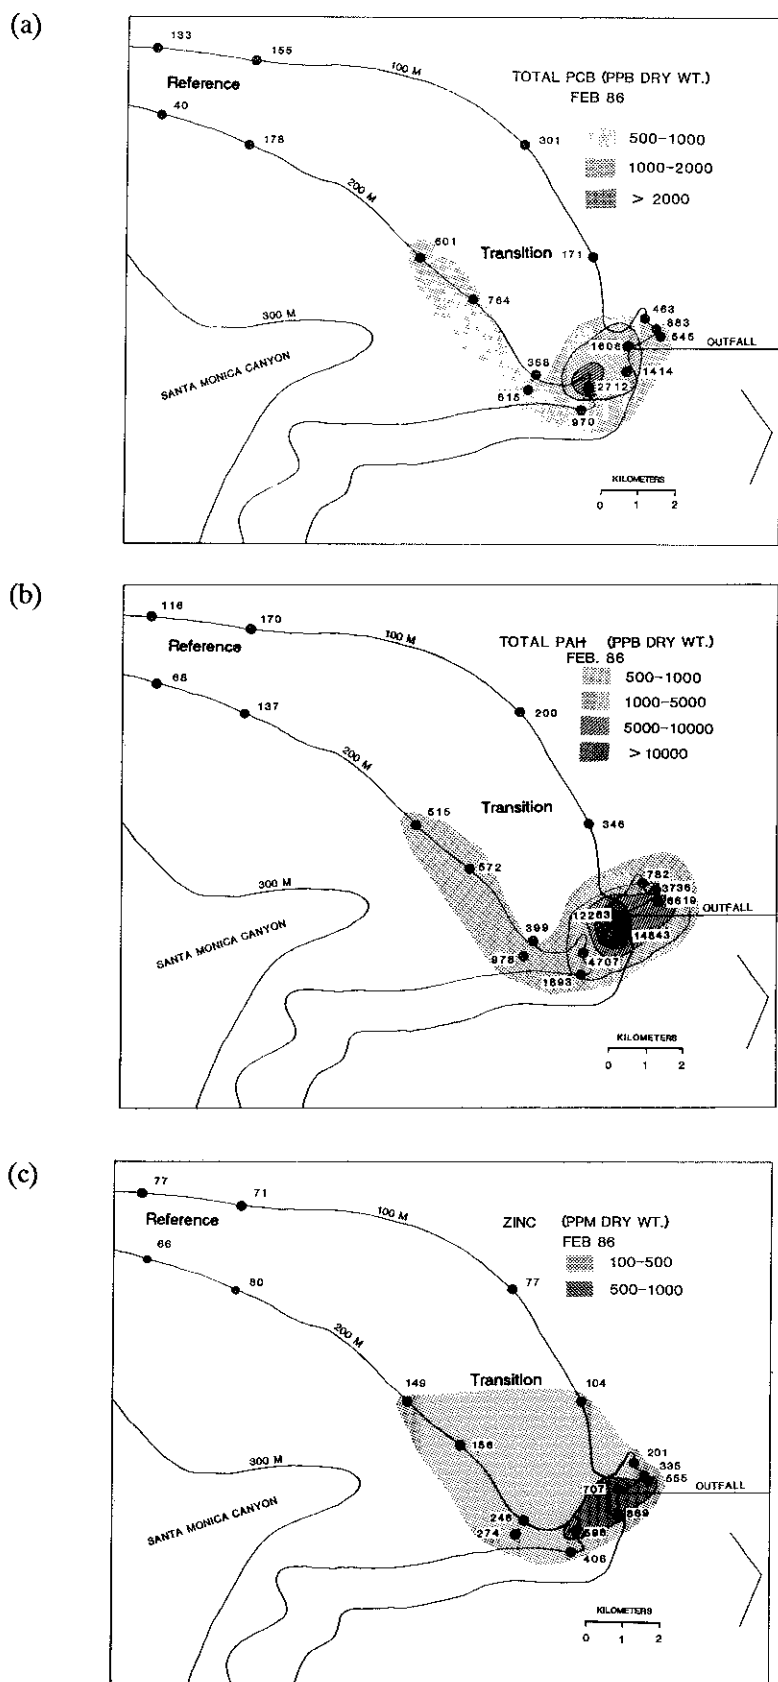 (a)
133
155
Reference
100 M
TOTAL PCB (PPB DRY WT.)
FEB 86
500-1000
1000-2000
> 2000
40
178
301
200 M
601
Transition
171
764
300 M
SANTA MONICA CANYON
463
883
545
1606
OUTFALL
358
1414
615
2712
970
KILOMETERS
0 1 2
(b)
116
170
Reference
100 M
TOTAL PAH (PPB DRY WT.)
FEB. 86
500-1000
1000-5000
5000-10000
> 10000
68
137
200
200 M
515
Transition
346
572
300 M
SANTA MONICA CANYON
782
3736
6619
12263
OUTFALL
399
14843
978
4707
1893
KILOMETERS
0 1 2
(c)
77
71
Reference
100 M
ZINC (PPM DRY WT.)
FEB 86
100-500
500-1000
66
80
77
200 M
149
Transition
104
156
300 M
SANTA MONICA CANYON
201
335
555
707
OUTFALL
246
869
274
598
406
KILOMETERS
0 1 2